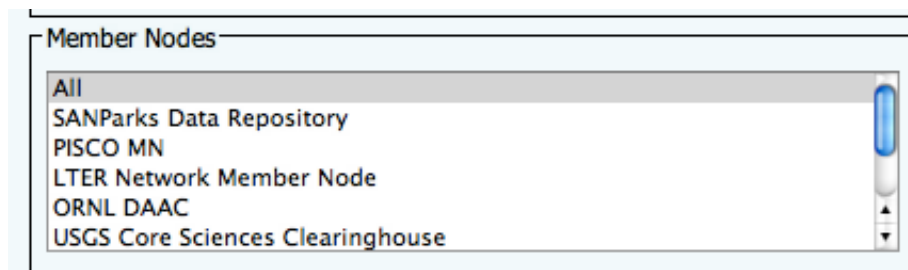 Member Nodes
All
SANParks Data Repository
PISCO MN
LTER Network Member Node
ORNL DAAC
USGS Core Sciences Clearinghouse